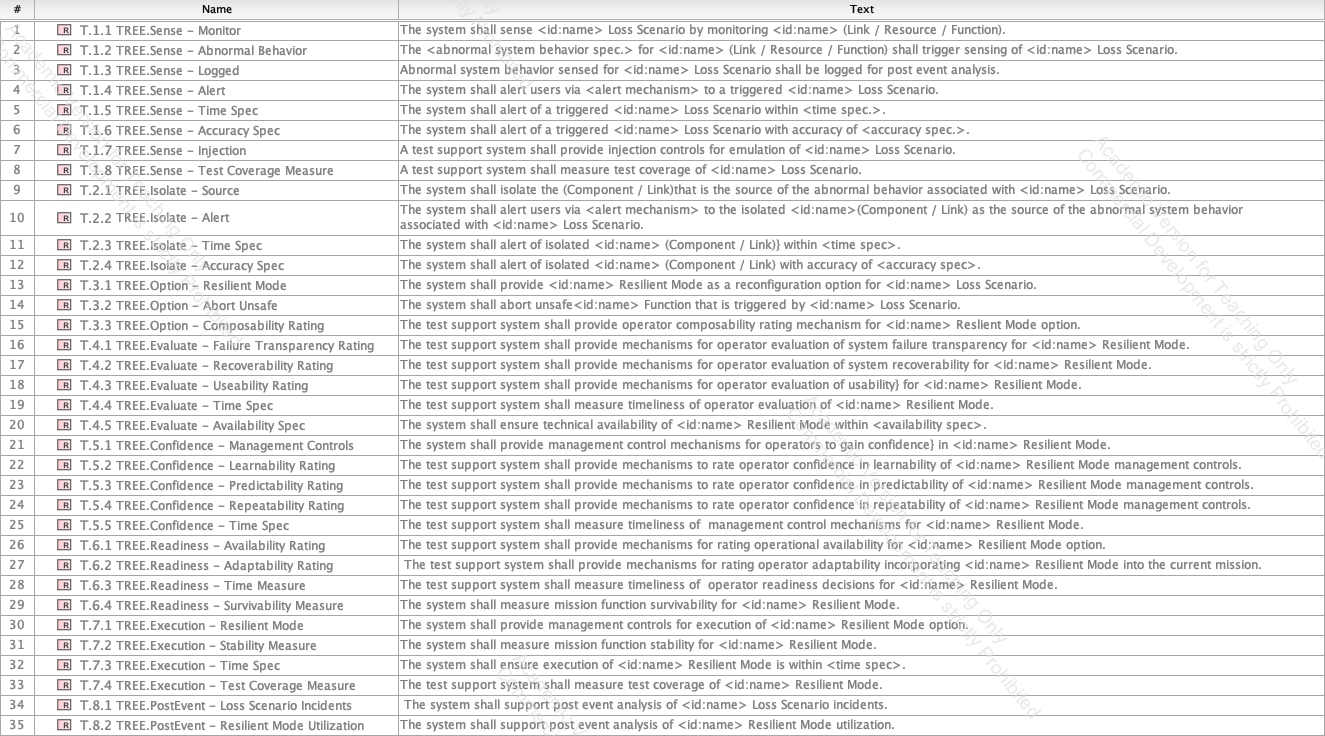 # Name Text
1 R T.1.1 TREE.Sense – Monitor The system shall sense <id:name> Loss Scenario by monitoring <id:name> (Link / Resource / Function).
2 R T.1.2 TREE.Sense – Abnormal Behavior The <abnormal system behavior spec.> for <id:name> (Link / Resource / Function) shall trigger sensing of <id:name> Loss Scenario.
3 R T.1.3 TREE.Sense – Logged Abnormal system behavior sensed for <id:name> Loss Scenario shall be logged for post event analysis.
4 R T.1.4 TREE.Sense – Alert The system shall alert users via <alert mechanism> to a triggered <id:name> Loss Scenario.
5 R T.1.5 TREE.Sense – Time Spec The system shall alert of a triggered <id:name> Loss Scenario within <time spec.>.
6 R T.1.6 TREE.Sense – Accuracy Spec The system shall alert of a triggered <id:name> Loss Scenario with accuracy of <accuracy spec.>.
7 R T.1.7 TREE.Sense – Injection A test support system shall provide injection controls for emulation of <id:name> Loss Scenario.
8 R T.1.8 TREE.Sense – Test Coverage Measure A test support system shall measure test coverage of <id:name> Loss Scenario.
9 R T.2.1 TREE.Isolate – Source The system shall isolate the (Component / Link)that is the source of the abnormal behavior associated with <id:name> Loss Scenario.
10 R T.2.2 TREE.Isolate – Alert The system shall alert users via <alert mechanism> to the isolated <id:name>(Component / Link) as the source of the abnormal system behavior
associated with <id:name> Loss Scenario.
11 R T.2.3 TREE.Isolate – Time Spec The system shall alert of isolated <id:name> (Component / Link)} within <time spec>.
12 R T.2.4 TREE.Isolate – Accuracy Spec The system shall alert of isolated <id:name> (Component / Link) with accuracy of <accuracy spec>.
13 R T.3.1 TREE.Option – Resilient Mode The system shall provide <id:name> Resilient Mode as a reconfiguration option for <id:name> Loss Scenario.
14 R T.3.2 TREE.Option – Abort Unsafe The system shall abort unsafe<id:name> Function that is triggered by <id:name> Loss Scenario.
15 R T.3.3 TREE.Option – Composability Rating The test support system shall provide operator composability rating mechanism for <id:name> Reslient Mode option.
16 R T.4.1 TREE.Evaluate – Failure Transparency Rating The test support system shall provide mechanisms for operator evaluation of system failure transparency for <id:name> Resilient Mode.
17 R T.4.2 TREE.Evaluate – Recoverability Rating The test support system shall provide mechanisms for operator evaluation of system recoverability for <id:name> Resilient Mode.
18 R T.4.3 TREE.Evaluate – Useability Rating The test support system shall provide mechanisms for operator evaluation of usability} for <id:name> Resilient Mode.
19 R T.4.4 TREE.Evaluate – Time Spec The test support system shall measure timeliness of operator evaluation of <id:name> Resilient Mode.
20 R T.4.5 TREE.Evaluate – Availability Spec The system shall ensure technical availability of <id:name> Resilient Mode within <availability spec>.
21 R T.5.1 TREE.Confidence – Management Controls The system shall provide management control mechanisms for operators to gain confidence} in <id:name> Resilient Mode.
22 R T.5.2 TREE.Confidence – Learnability Rating The test support system shall provide mechanisms to rate operator confidence in learnability of <id:name> Resilient Mode management controls.
23 R T.5.3 TREE.Confidence – Predictability Rating The test support system shall provide mechanisms to rate operator confidence in predictability of <id:name> Resilient Mode management controls.
24 R T.5.4 TREE.Confidence – Repeatability Rating The test support system shall provide mechanisms to rate operator confidence in repeatability of <id:name> Resilient Mode management controls.
25 R T.5.5 TREE.Confidence – Time Spec The test support system shall measure timeliness of management control mechanisms for <id:name> Resilient Mode.
26 R T.6.1 TREE.Readiness – Availability Rating The test support system shall provide mechanisms for rating operational availability for <id:name> Resilient Mode option.
27 R T.6.2 TREE.Readiness – Adaptability Rating The test support system shall provide mechanisms for rating operator adaptability incorporating <id:name> Resilient Mode into the current mission.
28 R T.6.3 TREE.Readiness – Time Measure The test support system shall measure timeliness of operator readiness decisions for <id:name> Resilient Mode.
29 R T.6.4 TREE.Readiness – Survivability Measure The system shall measure mission function survivability for <id:name> Resilient Mode.
30 R T.7.1 TREE.Execution – Resilient Mode The system shall provide management controls for execution of <id:name> Resilient Mode option.
31 R T.7.2 TREE.Execution – Stability Measure The system shall measure mission function stability for <id:name> Resilient Mode.
32 R T.7.3 TREE.Execution – Time Spec The system shall ensure execution of <id:name> Resilient Mode is within <time spec>.
33 R T.7.4 TREE.Execution – Test Coverage Measure The test support system shall measure test coverage of <id:name> Resilient Mode.
34 R T.8.1 TREE.PostEvent – Loss Scenario Incidents The system shall support post event analysis of <id:name> Loss Scenario incidents.
35 R T.8.2 TREE.PostEvent – Resilient Mode Utilization The system shall support post event analysis of <id:name> Resilient Mode utilization.
Academic Version for Teaching Only
Commercial Development is strictly Prohibited